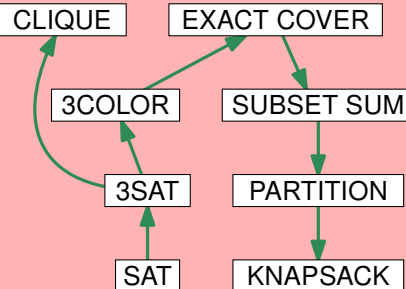 CLIQUE EXACT COVER
3COLOR SUBSET SUM
3SAT PARTITION
SAT KNAPSACK